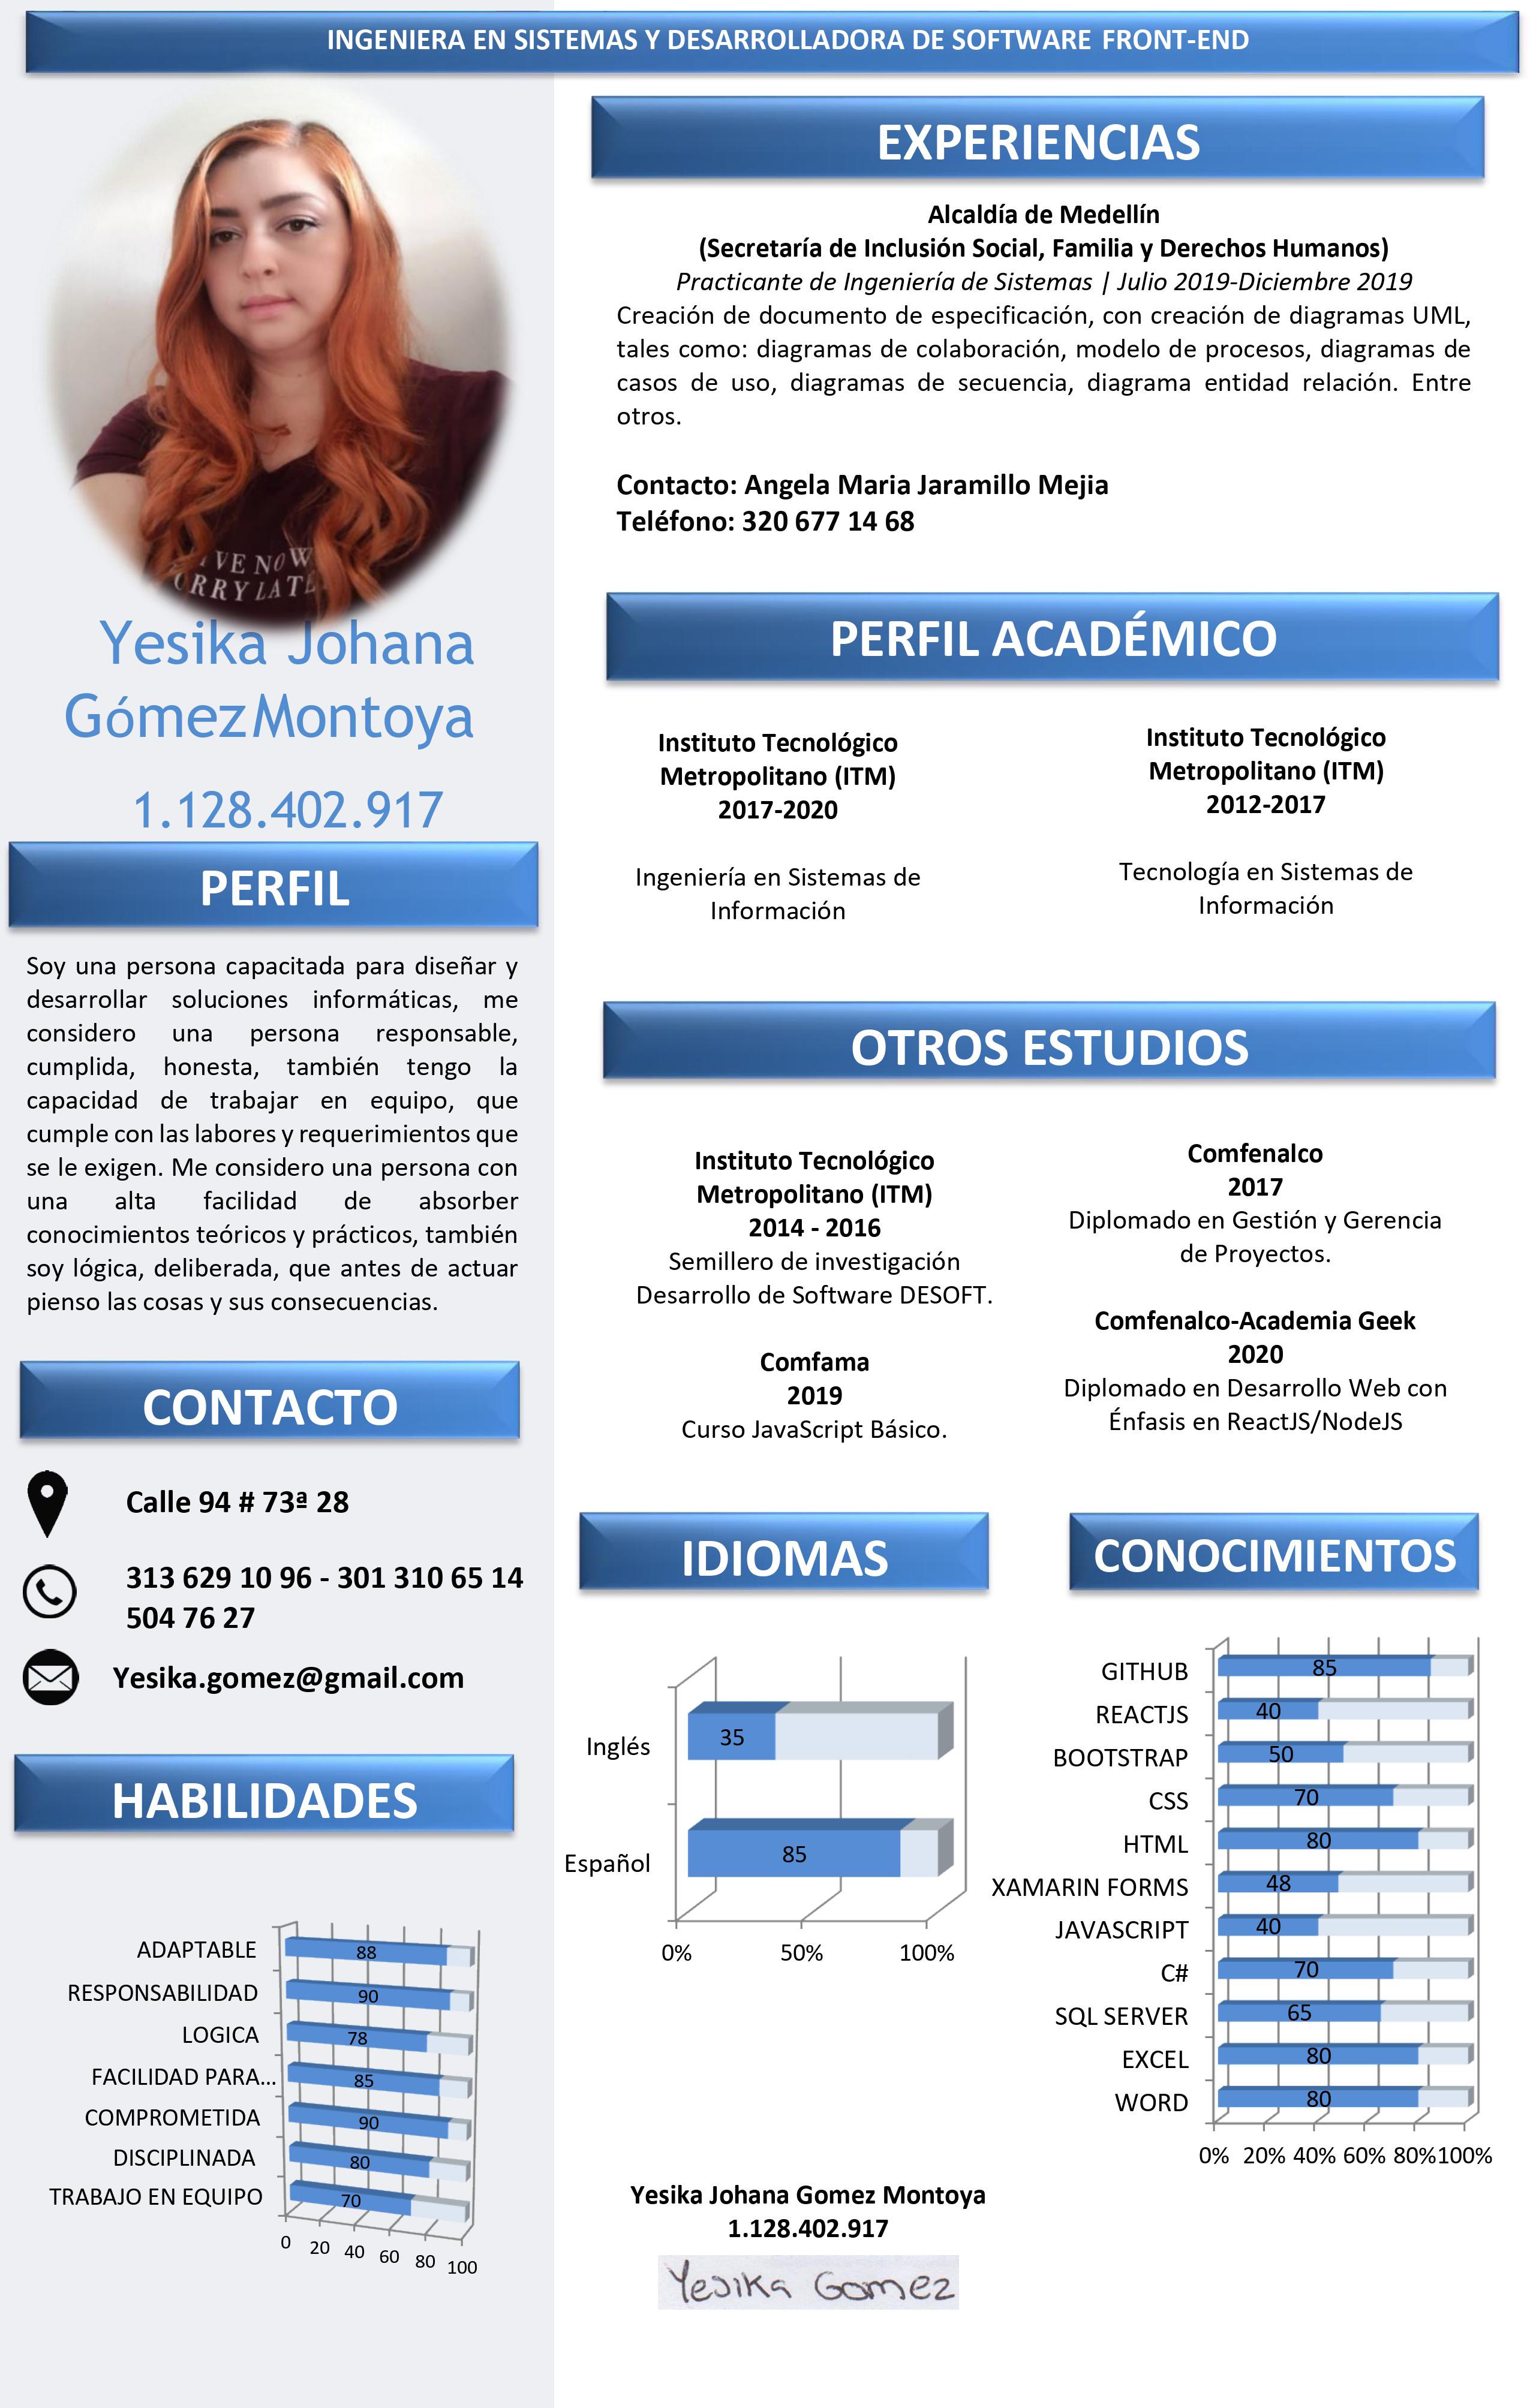 INGENIERA EN SISTEMAS Y DESARROLLADORA DE SOFTWARE FRONT-END
VE NOW
ORRY LATE
Yesika Johana
Gómez Montoya
1.128.402.917
PERFIL
Soy una persona capacitada para diseñar y
desarrollar soluciones informáticas, me
considero una persona responsable,
cumplida, honesta, también tengo la
capacidad de trabajar en equipo, que
cumple con las labores y requerimientos que
se le exigen. Me considero una persona con
una alta facilidad de absorber
conocimientos teóricos y prácticos, también
soy lógica, deliberada, que antes de actuar
pienso las cosas y sus consecuencias.
CONTACTO
Calle 94 # 73ª 28
313 629 10 96 - 301 310 65 14
504 76 27
Yesika.gomez@gmail.com
HABILIDADES
ADAPTABLE 88
RESPONSABILIDAD 90
LOGICA 78
FACILIDAD PARA... 85
COMPROMETIDA 90
DISCIPLINADA 80
TRABAJO EN EQUIPO 70
0 20 40 60 80 100
EXPERIENCIAS
Alcaldía de Medellín
(Secretaría de Inclusión Social, Familia y Derechos Humanos)
Practicante de Ingeniería de Sistemas | Julio 2019-Diciembre 2019
Creación de documento de especificación, con creación de diagramas UML,
tales como: diagramas de colaboración, modelo de procesos, diagramas de
casos de uso, diagramas de secuencia, diagrama entidad relación. Entre
otros.
Contacto: Angela Maria Jaramillo Mejia
Teléfono: 320 677 14 68
PERFIL ACADÉMICO
Instituto Tecnológico
Metropolitano (ITM)
2017-2020
Ingeniería en Sistemas de
Información
Instituto Tecnológico
Metropolitano (ITM)
2012-2017
Tecnología en Sistemas de
Información
OTROS ESTUDIOS
Instituto Tecnológico
Metropolitano (ITM)
2014 - 2016
Semillero de investigación
Desarrollo de Software DESOFT.
Comfama
2019
Curso JavaScript Básico.
Comfenalco
2017
Diplomado en Gestión y Gerencia
de Proyectos.
Comfenalco-Academia Geek
2020
Diplomado en Desarrollo Web con
Énfasis en ReactJS/NodeJS
IDIOMAS
Inglés 35
Español 85
0% 50% 100%
CONOCIMIENTOS
GITHUB 85
REACTJS 40
BOOTSTRAP 50
CSS 70
HTML 80
XAMARIN FORMS 48
JAVASCRIPT 40
C# 70
SQL SERVER 65
EXCEL 80
WORD 80
0% 20% 40% 60% 80% 100%
Yesika Johana Gomez Montoya
1.128.402.917
Yesika Gomez